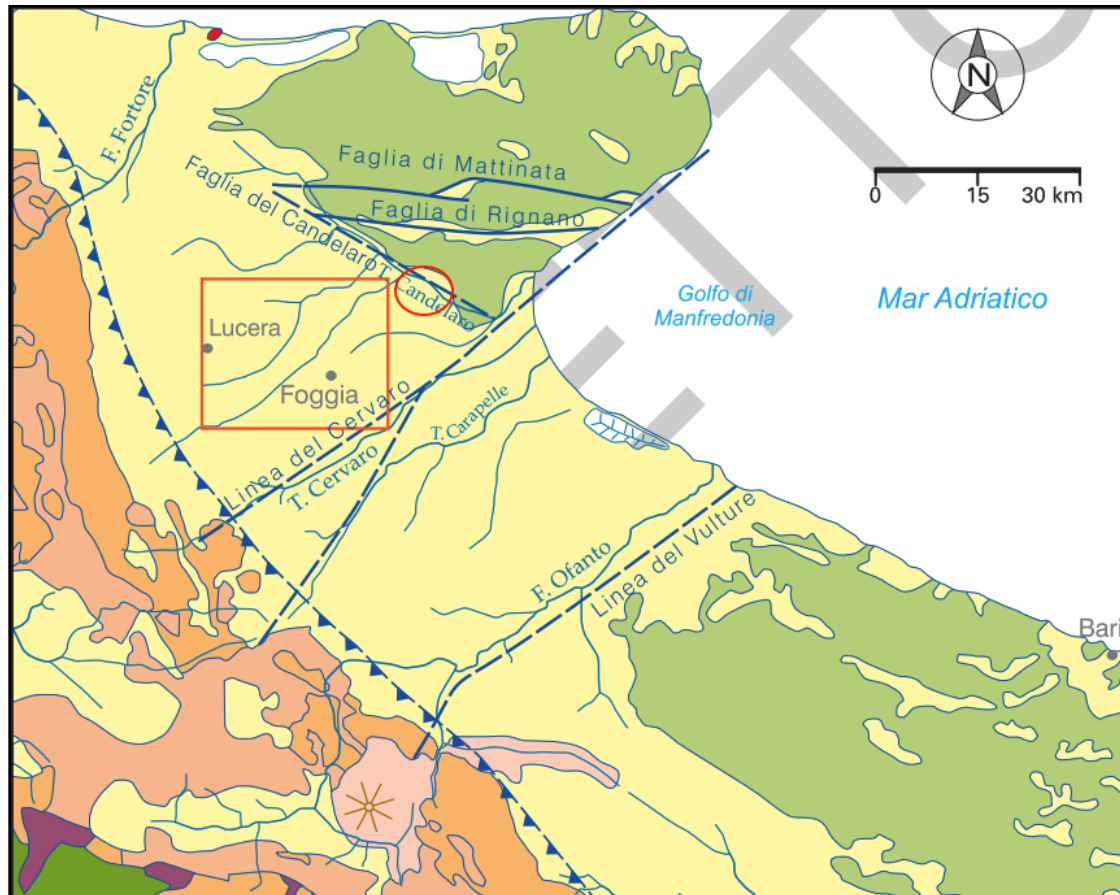 F. Fortore
N
Faglia di Mattinata
0 15 30 km
Faglia del Candelaro
Faglia di Rignano
T. Candelaro
Golfo di
Manfredonia
Mar Adriatico
Lucera
Foggia
Linea del Cervaro
T. Carapelle
T. Cervaro
F. Ofanto
Linea del Vulture
Bari